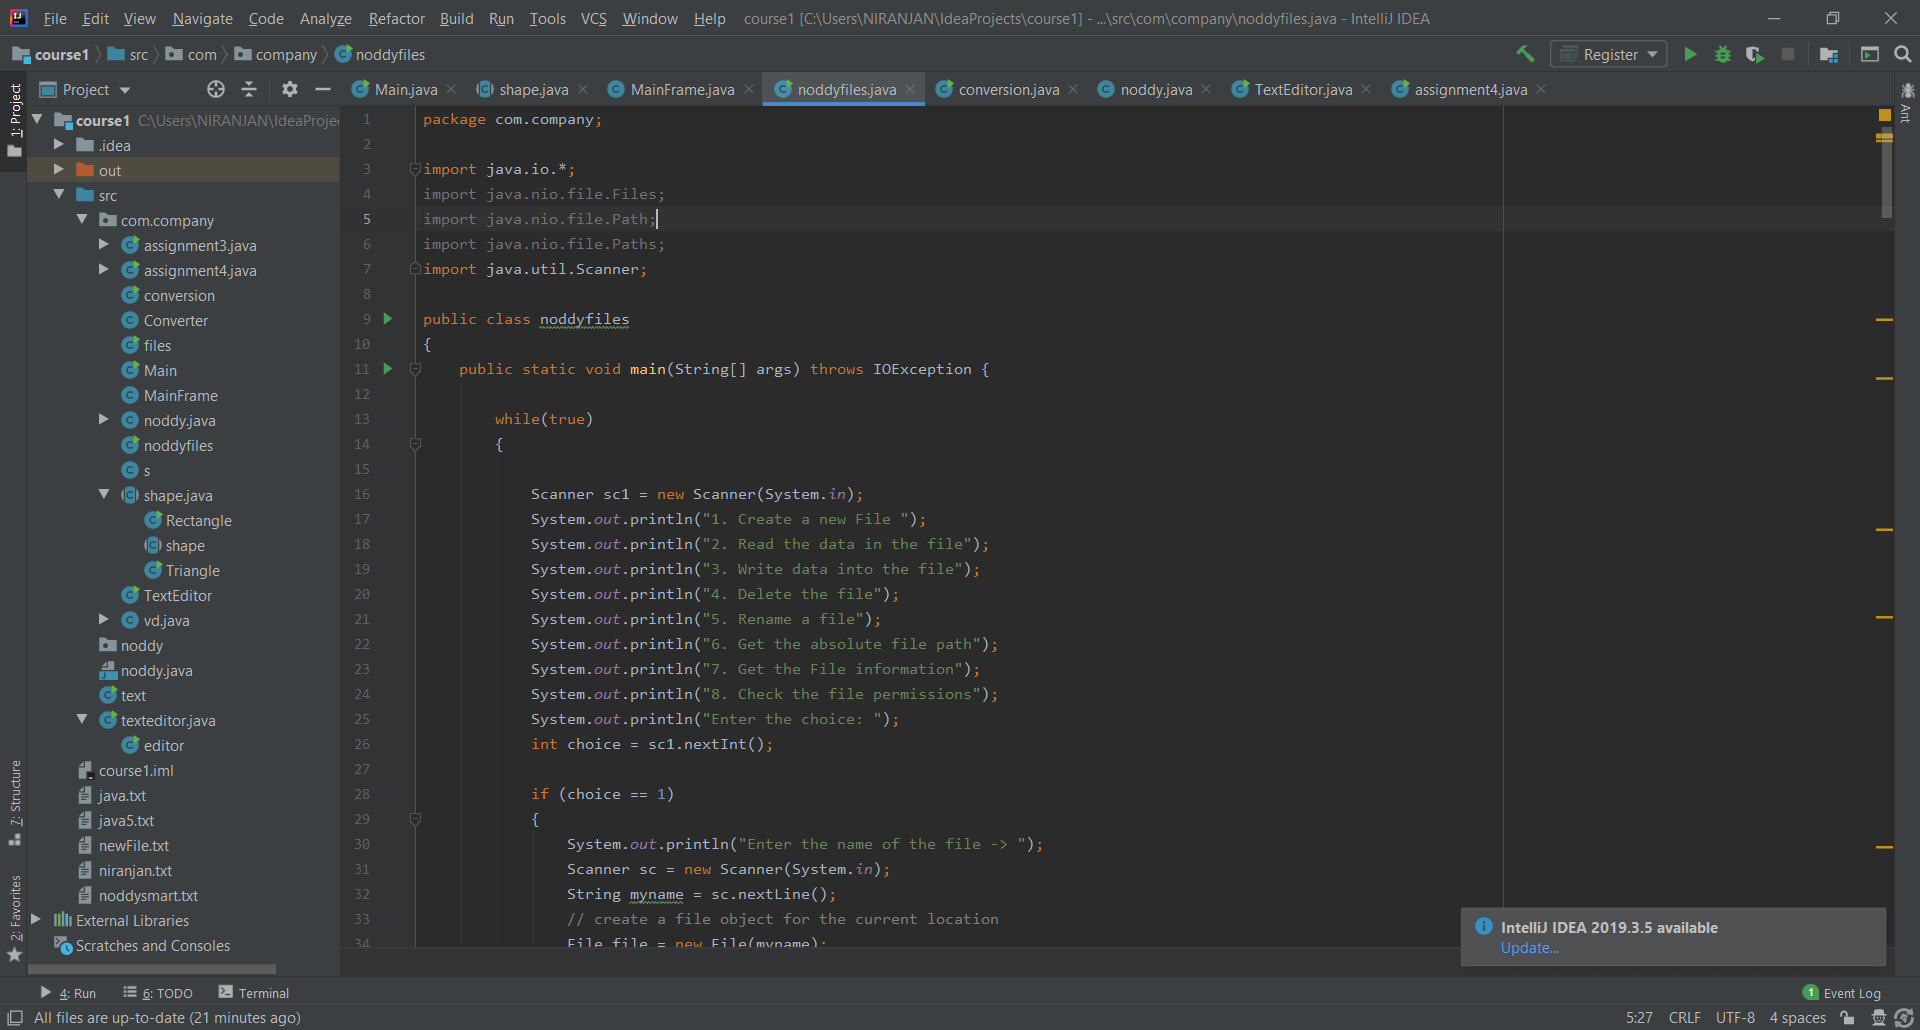 File Edit View Navigate Code Analyze Refactor Build Run Tools VCS Window Help course1 [C:\Users\NIRANJAN\IdeaProjects\course1] - ...\src\com\company\noddyfiles.java - IntelliJ IDEA
course1 src com company noddyfiles Register
Project Main.java shape.java MainFrame.java noddyfiles.java conversion.java noddy.java TextEditor.java assignment4.java
1: Project
7: Structure
2: Favorites
Ant
course1 C:\Users\NIRANJAN\IdeaProje
.idea
out
src
com.company
assignment3.java
assignment4.java
conversion
Converter
files
Main
MainFrame
noddy.java
noddyfiles
s
shape.java
Rectangle
shape
Triangle
TextEditor
vd.java
noddy
noddy.java
text
texteditor.java
editor
course1.iml
java.txt
java5.txt
newFile.txt
niranjan.txt
noddysmart.txt
External Libraries
Scratches and Consoles
1 package com.company;
2
3 import java.io.*;
4 import java.nio.file.Files;
5 import java.nio.file.Path;
6 import java.nio.file.Paths;
7 import java.util.Scanner;
8
9 public class noddyfiles
10 {
11 public static void main(String[] args) throws IOException {
12
13 while(true)
14 {
15
16 Scanner sc1 = new Scanner(System.in);
17 System.out.println("1. Create a new File ");
18 System.out.println("2. Read the data in the file");
19 System.out.println("3. Write data into the file");
20 System.out.println("4. Delete the file");
21 System.out.println("5. Rename a file");
22 System.out.println("6. Get the absolute file path");
23 System.out.println("7. Get the File information");
24 System.out.println("8. Check the file permissions");
25 System.out.println("Enter the choice: ");
26 int choice = sc1.nextInt();
27
28 if (choice == 1)
29 {
30 System.out.println("Enter the name of the file -> ");
31 Scanner sc = new Scanner(System.in);
32 String myname = sc.nextLine();
33 // create a file object for the current location
34 File file = new File(myname);
IntelliJ IDEA 2019.3.5 available
Update...
4: Run 6: TODO Terminal 1 Event Log
All files are up-to-date (21 minutes ago) 5:27 CRLF UTF-8 4 spaces